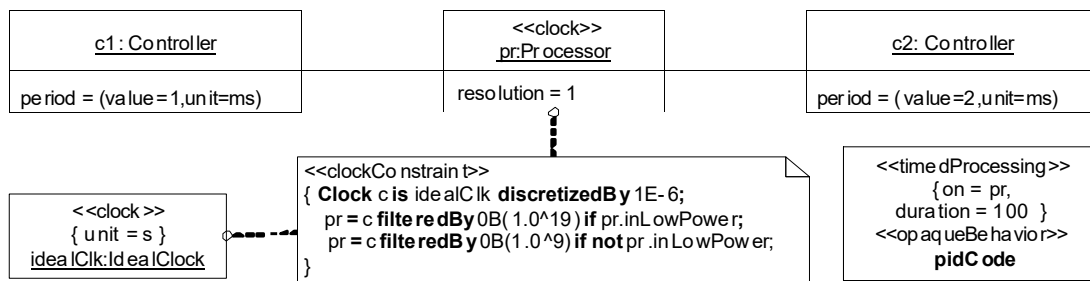 c1: Controller
period = (value=1,unit=ms)
<<clock>>
pr:Processor
resolution = 1
c2: Controller
period = ( value=2,unit=ms)
<<clock>>
{ unit = s }
idealClk:IdealClock
<<clockConstraint>>
{ Clock c is idealClk discretizedBy 1E-6;
pr = c filteredBy 0B(1.0^19) if pr.inLowPower;
pr = c filteredBy 0B(1.0^9) if not pr.inLowPower;
}
<<timedProcessing>>
{ on = pr,
duration = 100 }
<<opaqueBehavior>>
pidCode